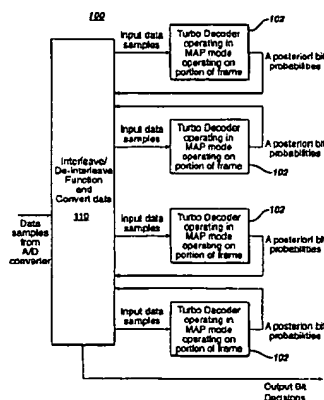 100
102
Input data
samples
Turbo Decoder
operating in
MAP mode
operating on
portion of frame
A posteriori bit
probabilities
Input data
samples
Turbo Decoder
operating in
MAP mode
operating on
portion of frame
A posteriori bit
probabilities
102
Interleave/
De-interleave
Function
and
Convert data
110
Data
samples
from
A/D
converter
102
Input data
samples
Turbo Decoder
operating in
MAP mode
operating on
portion of frame
A posteriori bit
probabilities
Input data
samples
Turbo Decoder
operating in
MAP mode
operating on
portion of frame
A posteriori bit
probabilities
102
Output Bit
Decisions